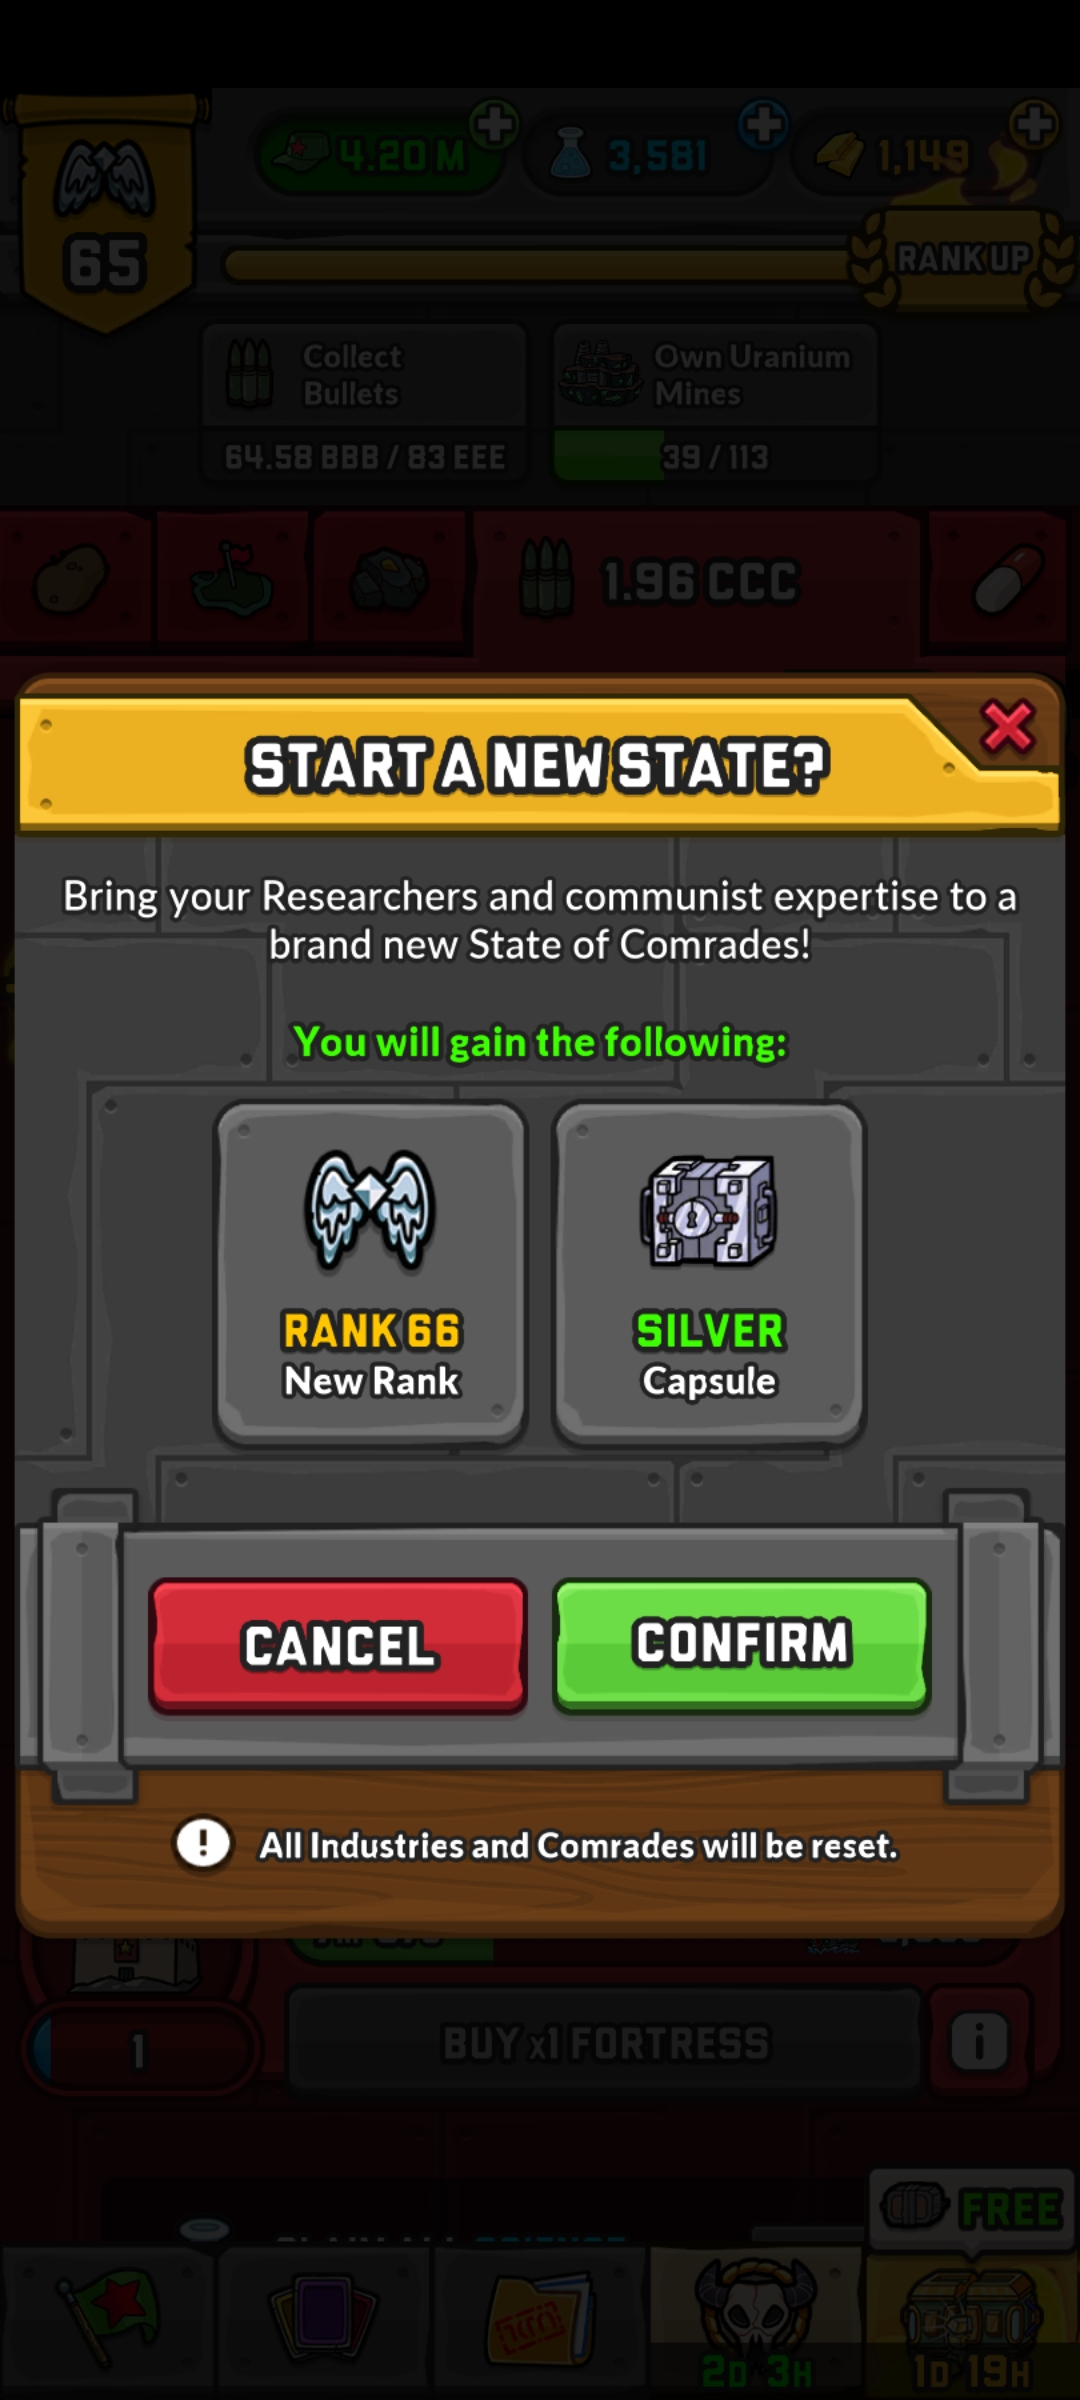 4.20 M
3,581
1,149
65
RANK UP
Collect
Bullets
Own Uranium
Mines
64.58 BBB / 83 EEE
39 / 113
1.96 CCC
START A NEW STATE?
Bring your Researchers and communist expertise to a
brand new State of Comrades!
You will gain the following:
RANK 66
New Rank
SILVER
Capsule
CANCEL
CONFIRM
All Industries and Comrades will be reset.
1
BUY x1 FORTRESS
FREE
2D 3H
1D 19H